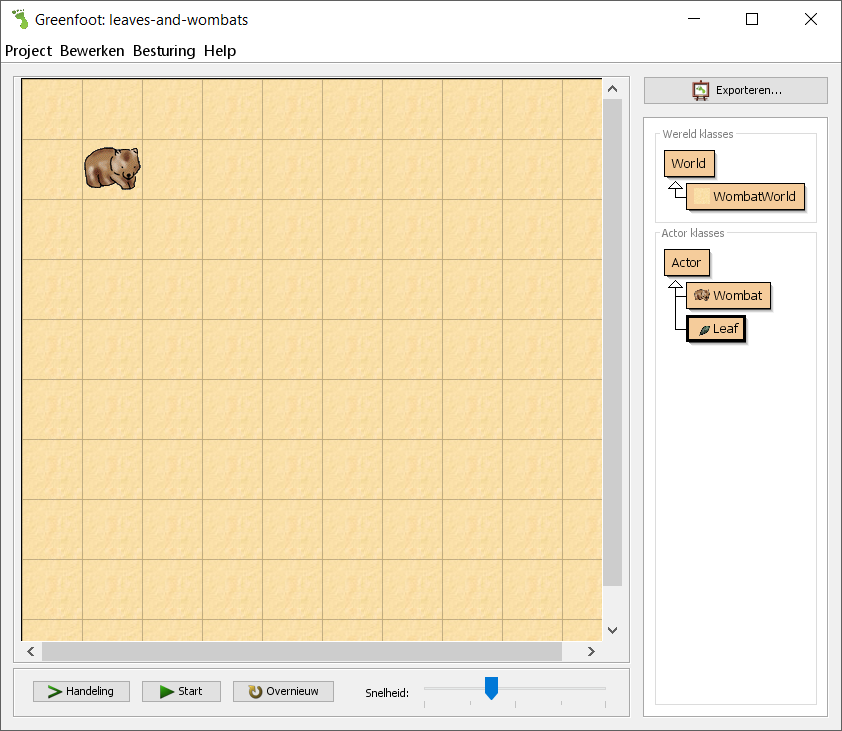 Greenfoot: leaves-and-wombats
Project Bewerken Besturing Help
Exporteren...
Wereld klasses
World
WombatWorld
Actor klasses
Actor
Wombat
Leaf
Handeling
Start
Overnieuw
Snelheid: